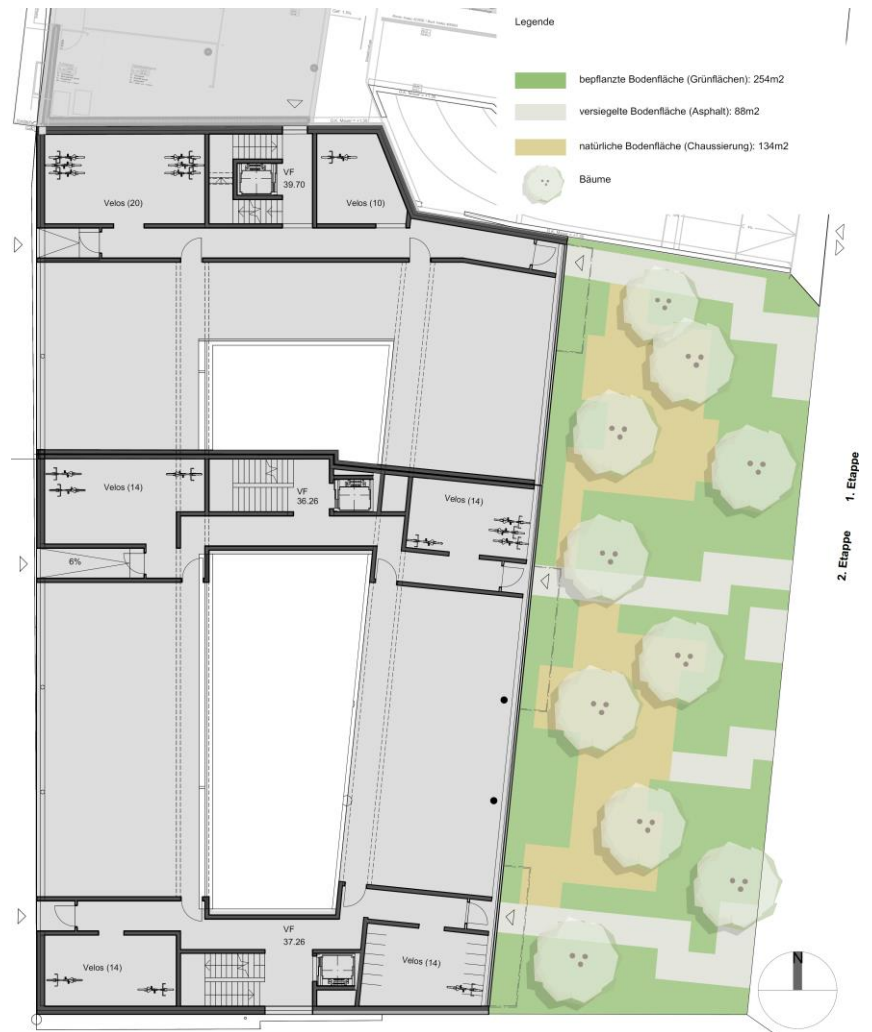 Legende
bepflanzte Bodenfläche (Grünflächen): 254m2
versiegelte Bodenfläche (Asphalt): 88m2
natürliche Bodenfläche (Chaussierung): 134m2
Bäume
VF
39.70
Velos (20)
Velos (10)
1. Etappe
2. Etappe
Velos (14)
VF
36.26
Velos (14)
6%
VF
37.26
Velos (14)
Velos (14)
N